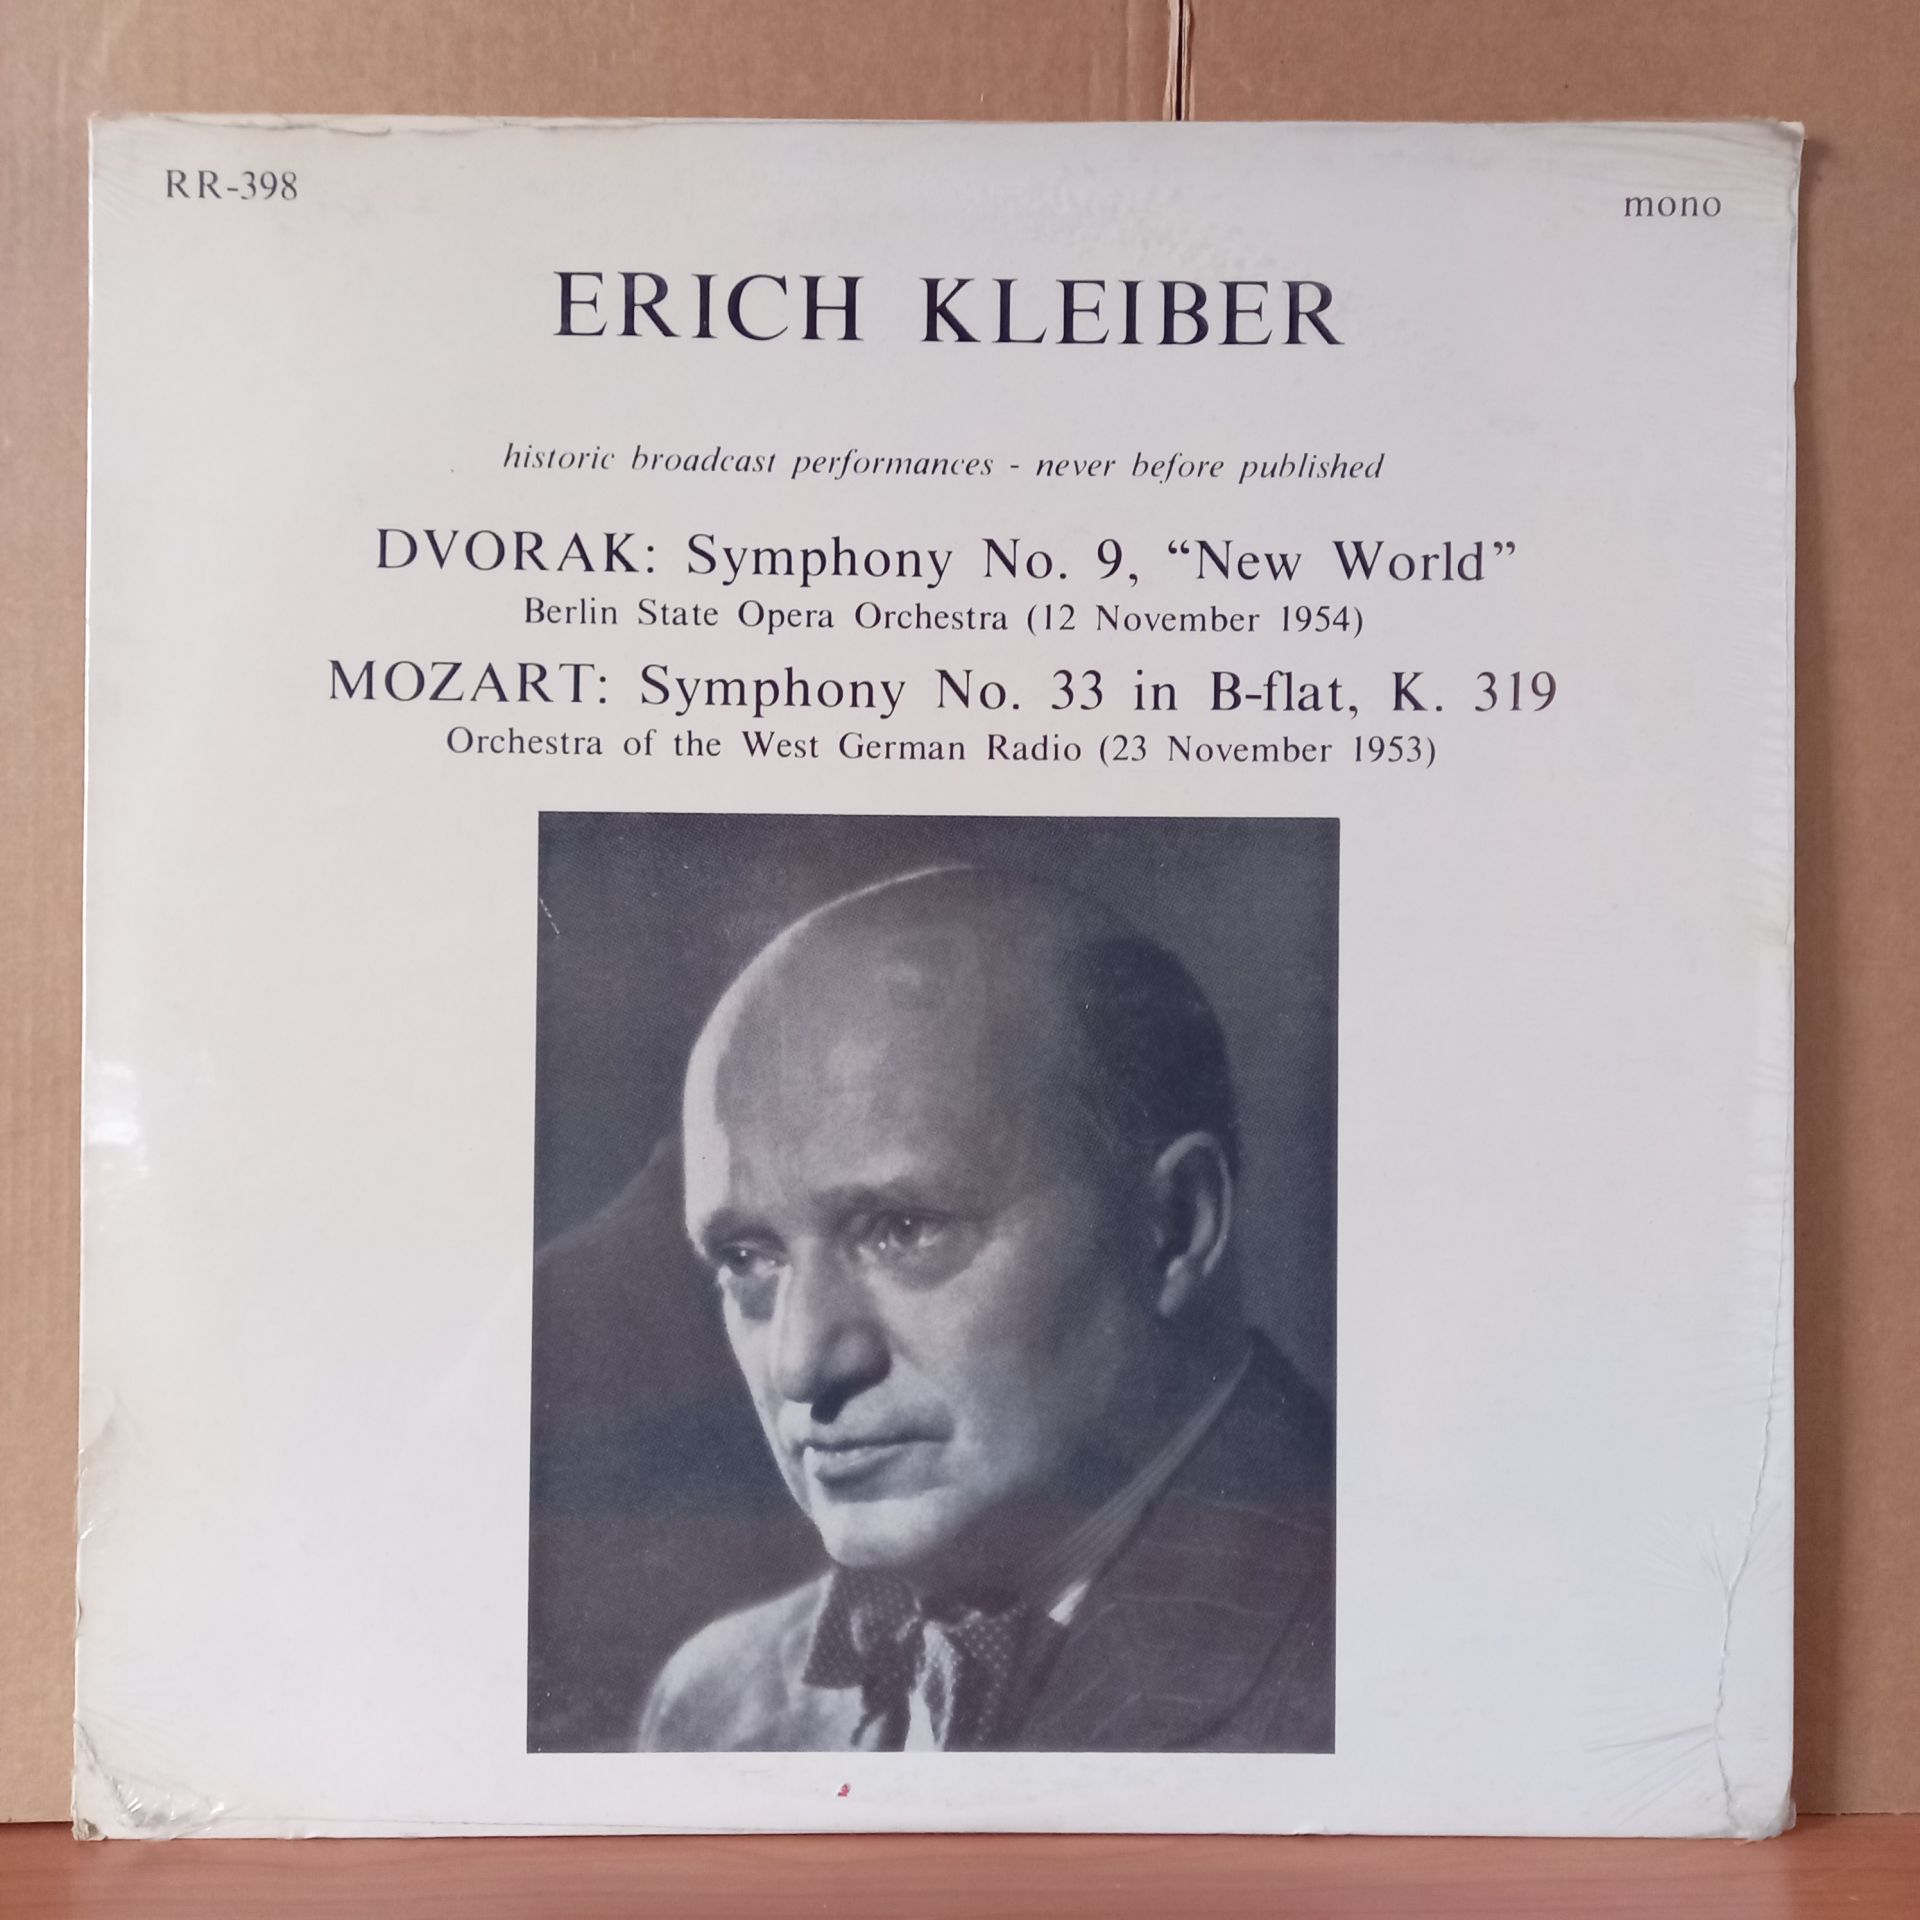 RR-398
mono
ERICH KLEIBER
historic broadcast performances - never before published
DVORAK: Symphony No. 9, “New World”
Berlin State Opera Orchestra (12 November 1954)
MOZART: Symphony No. 33 in B-flat, K. 319
Orchestra of the West German Radio (23 November 1953)